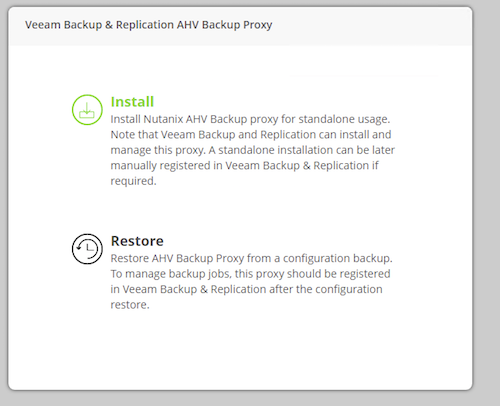 Veeam Backup & Replication AHV Backup Proxy
Install
Install Nutanix AHV Backup proxy for standalone usage.
Note that Veeam Backup and Replication can install and
manage this proxy. A standalone installation can be later
manually registered in Veeam Backup & Replication if
required.
Restore
Restore AHV Backup Proxy from a configuration backup.
To manage backup jobs, this proxy should be registered
in Veeam Backup & Replication after the configuration
restore.